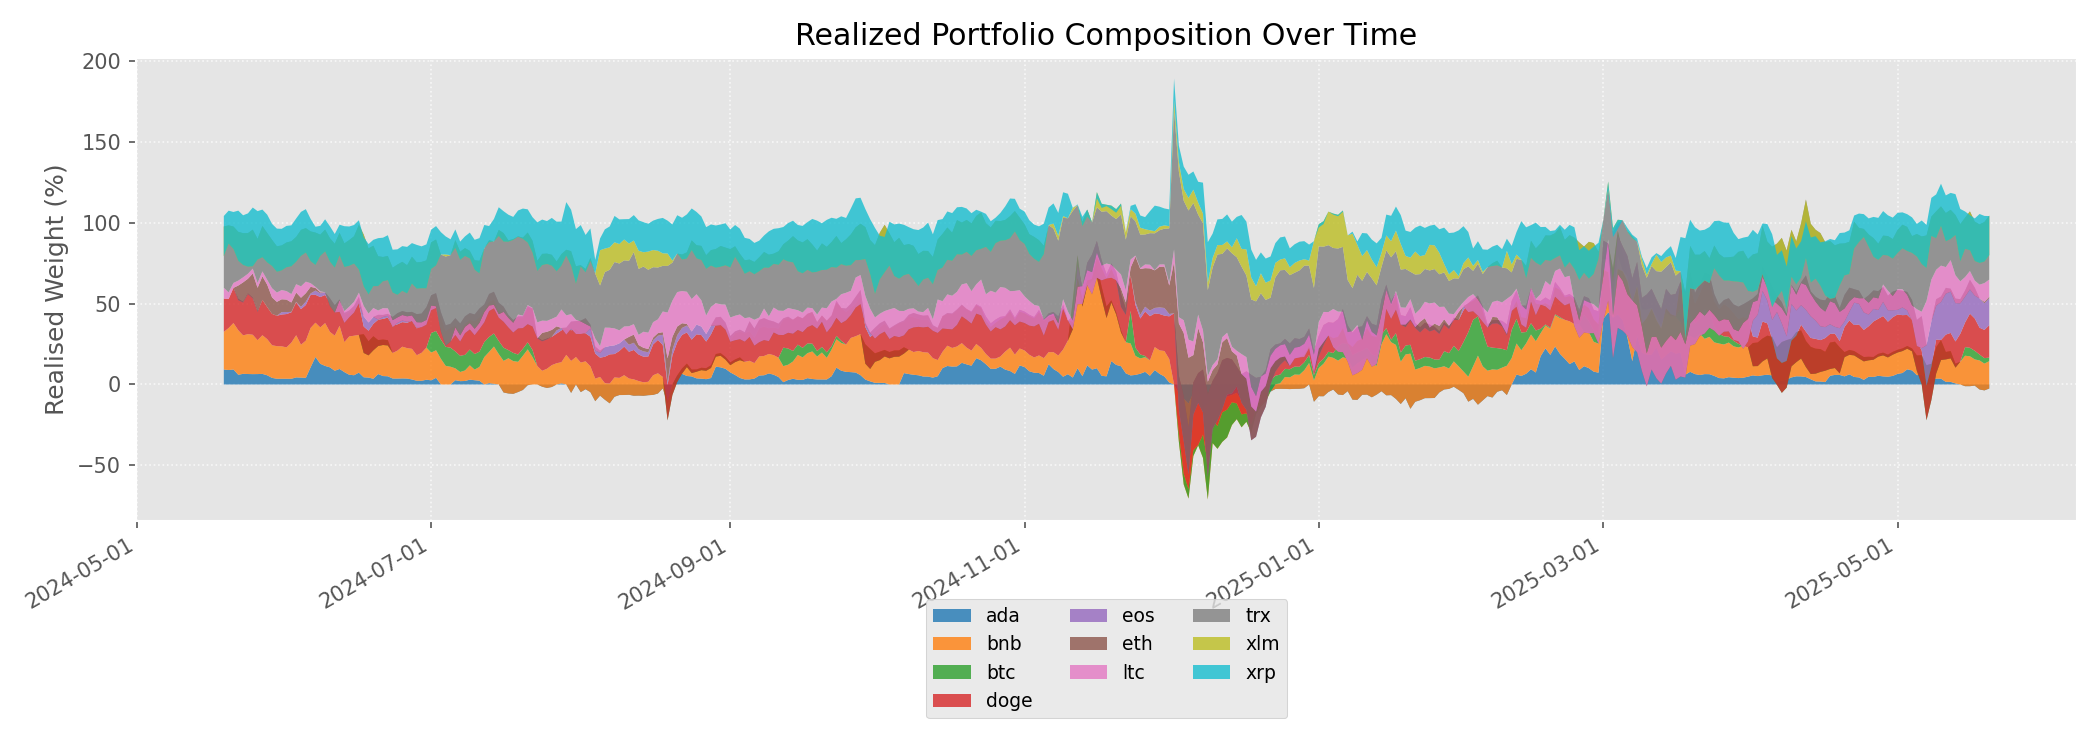 Realized Portfolio Composition Over Time
Realised Weight (%)
200
150
100
50
0
−50
2024-05-01
2024-07-01
2024-09-01
2024-11-01
2025-01-01
2025-03-01
2025-05-01
ada
bnb
btc
doge
eos
eth
ltc
trx
xlm
xrp